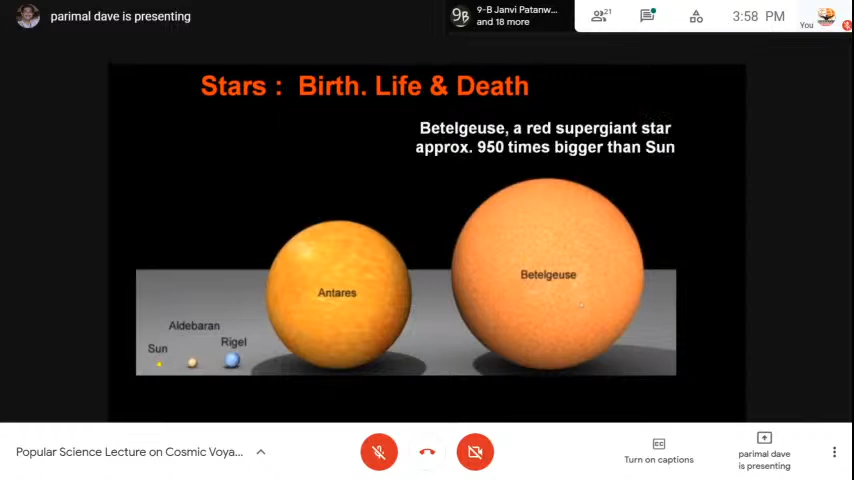 parimal dave is presenting
9B
9-B Janvi Patanw...
and 18 more
21
3:58 PM
You
Stars : Birth. Life & Death
Betelgeuse, a red supergiant star
approx. 950 times bigger than Sun
Betelgeuse
Antares
Aldebaran
Rigel
Sun
Popular Science Lecture on Cosmic Voya...
CC
Turn on captions
parimal dave
is presenting